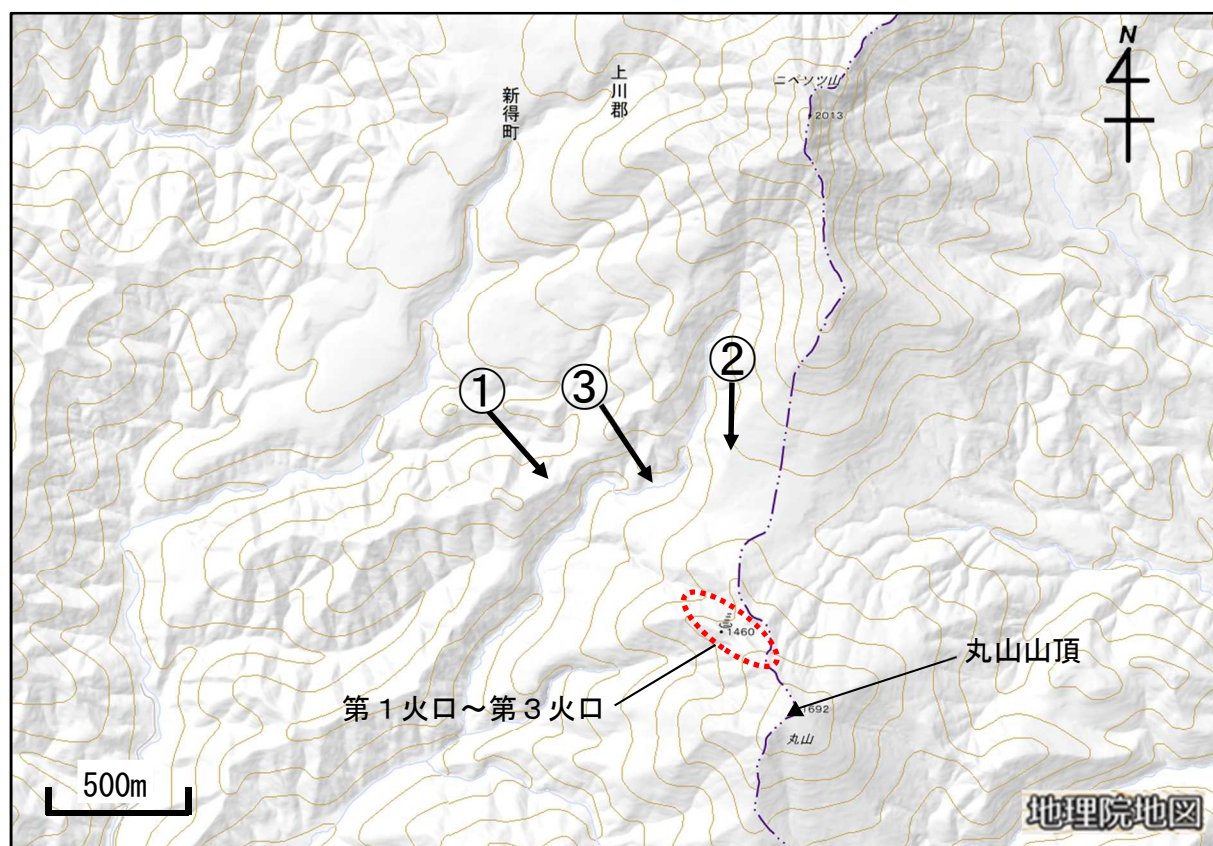 上川郡
新得町
ニペソツ山
2013
N
①
③
②
1460
第1火口～第3火口
丸山山頂
1692
丸山
500m
地理院地図